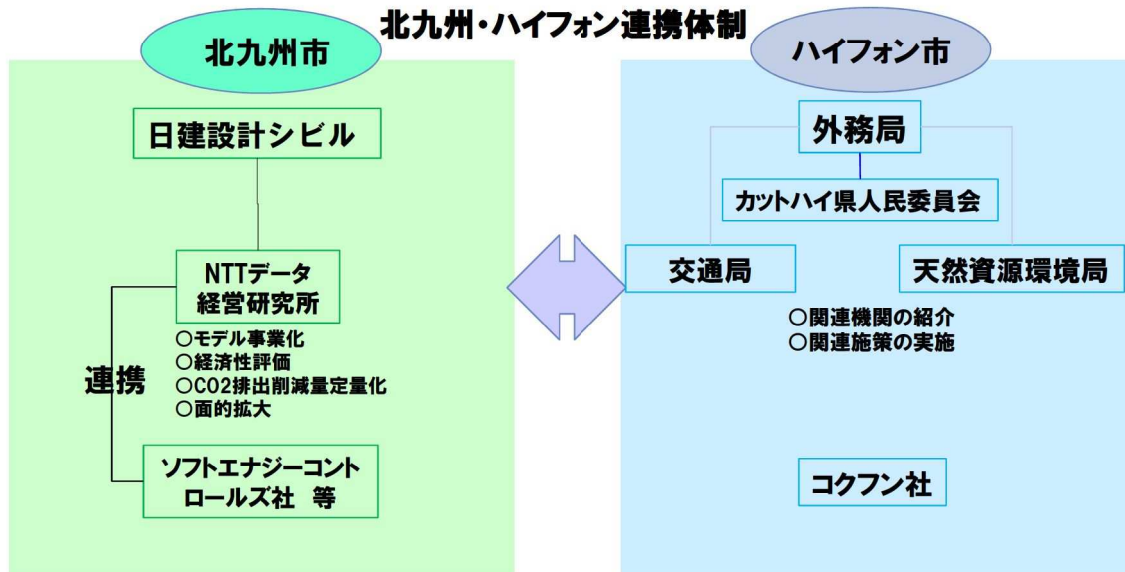 北九州・ハイフォン連携体制
北九州市
日建設計シビル
NTTデータ
経営研究所
○モデル事業化
○経済性評価
○CO2排出削減量定量化
○面的拡大
連携
ソフトエナジーコント
ロールズ社 等
ハイフォン市
外務局
カットハイ県人民委員会
交通局
天然資源環境局
○関連機関の紹介
○関連施策の実施
コクフン社